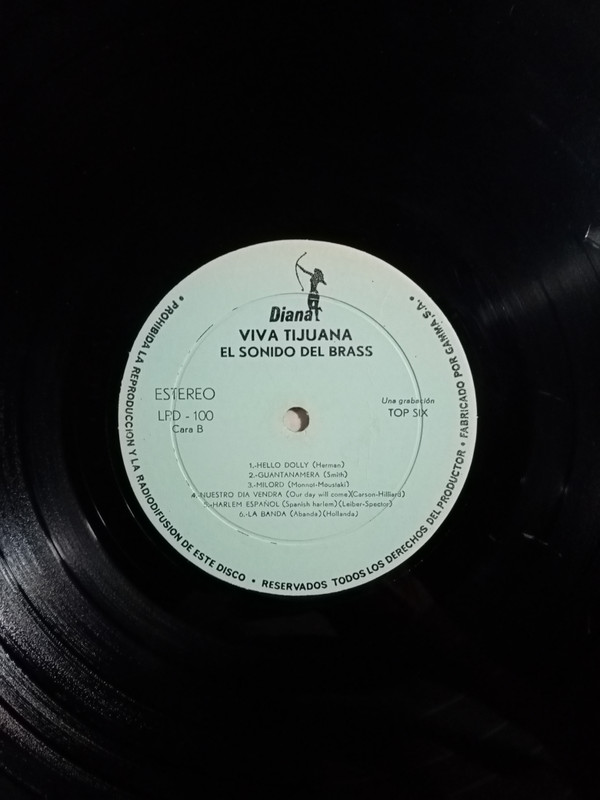 Diana
VIVA TIJUANA
EL SONIDO DEL BRASS
ESTEREO
LPD - 100
Cara B
Una grabación
TOP SIX
1.-HELLO DOLLY (Herman)
2.-GUANTANAMERA (Smith)
3.-MILORD (Monnot-Mouslaki)
4.-NUESTRO DIA VENDRA (Our day will come)(Carson-Hilliard)
5.-HARLEM ESPAÑOL (Spanish harlem)(Leiber-Spector)
6.-LA BANDA (Abanda)(Hollanda)
• PROHIBIDA LA REPRODUCCION Y LA RADIODIFUSION DE ESTE DISCO • RESERVADOS TODOS LOS DERECHOS DEL PRODUCTOR • FABRICADO POR GAMMA, S.A. •